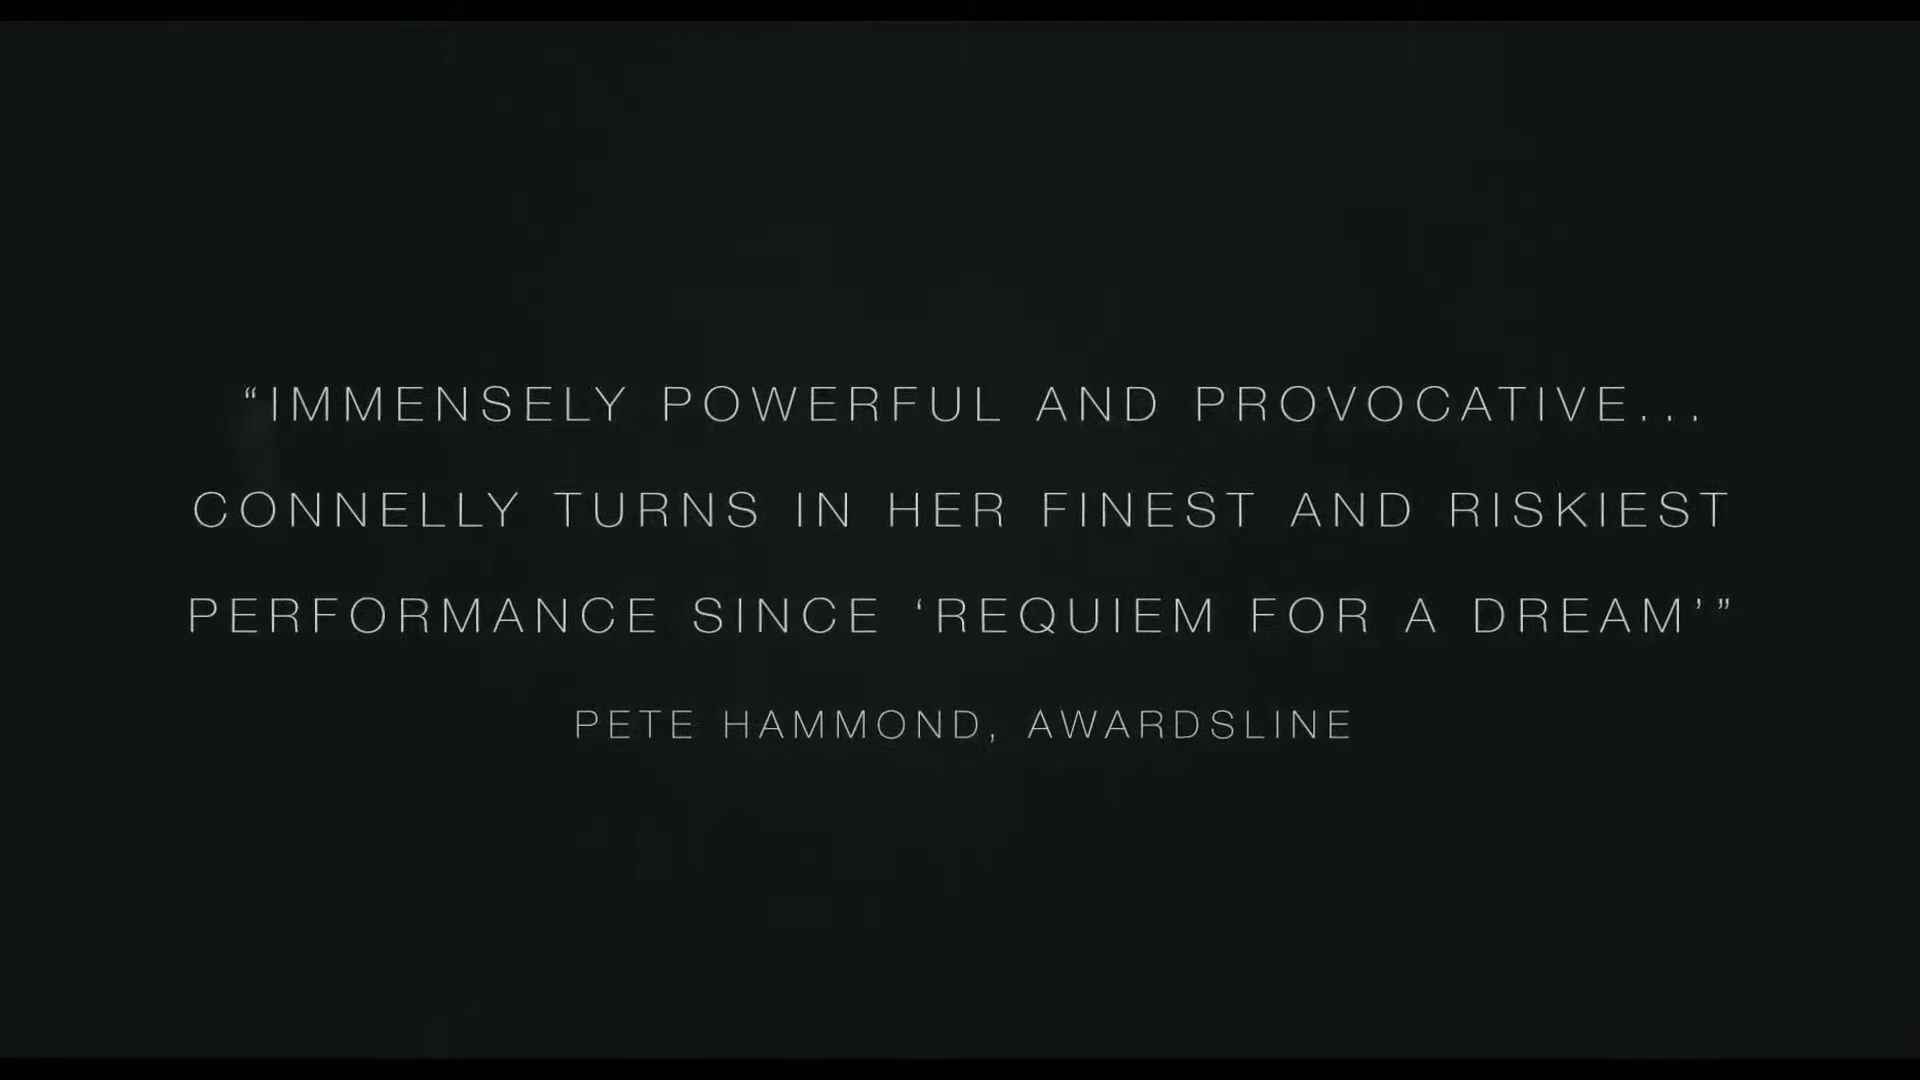 “IMMENSELY POWERFUL AND PROVOCATIVE...
CONNELLY TURNS IN HER FINEST AND RISKIEST
PERFORMANCE SINCE ‘REQUIEM FOR A DREAM’”
PETE HAMMOND, AWARDSLINE